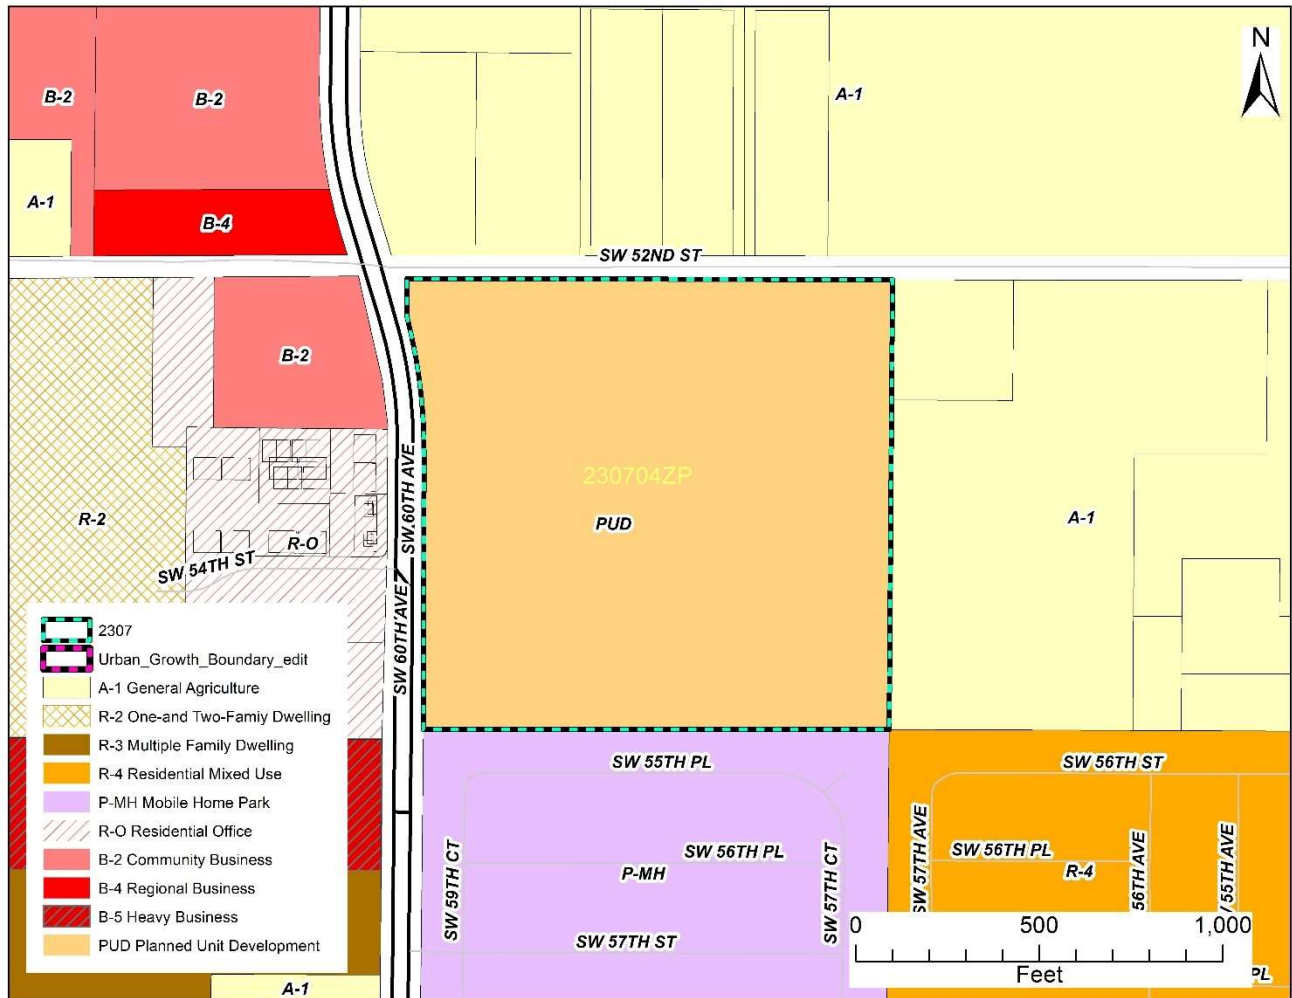 N
B-2
B-2
A-1
A-1
B-4
SW 52ND ST
B-2
SW 60TH AVE
230704ZP
PUD
R-2
R-O
A-1
SW 54TH ST
SW 60TH AVE
2307
Urban_Growth_Boundary_edit
A-1 General Agriculture
R-2 One-and Two-Famiy Dwelling
R-3 Multiple Family Dwelling
R-4 Residential Mixed Use
P-MH Mobile Home Park
R-O Residential Office
B-2 Community Business
B-4 Regional Business
B-5 Heavy Business
PUD Planned Unit Development
SW 55TH PL
SW 56TH ST
SW 59TH CT
SW 56TH PL
P-MH
SW 57TH CT
SW 57TH AVE
SW 56TH PL
R-4
56TH AVE
55TH AVE
SW 57TH ST
0 500 1,000
Feet
PL
A-1